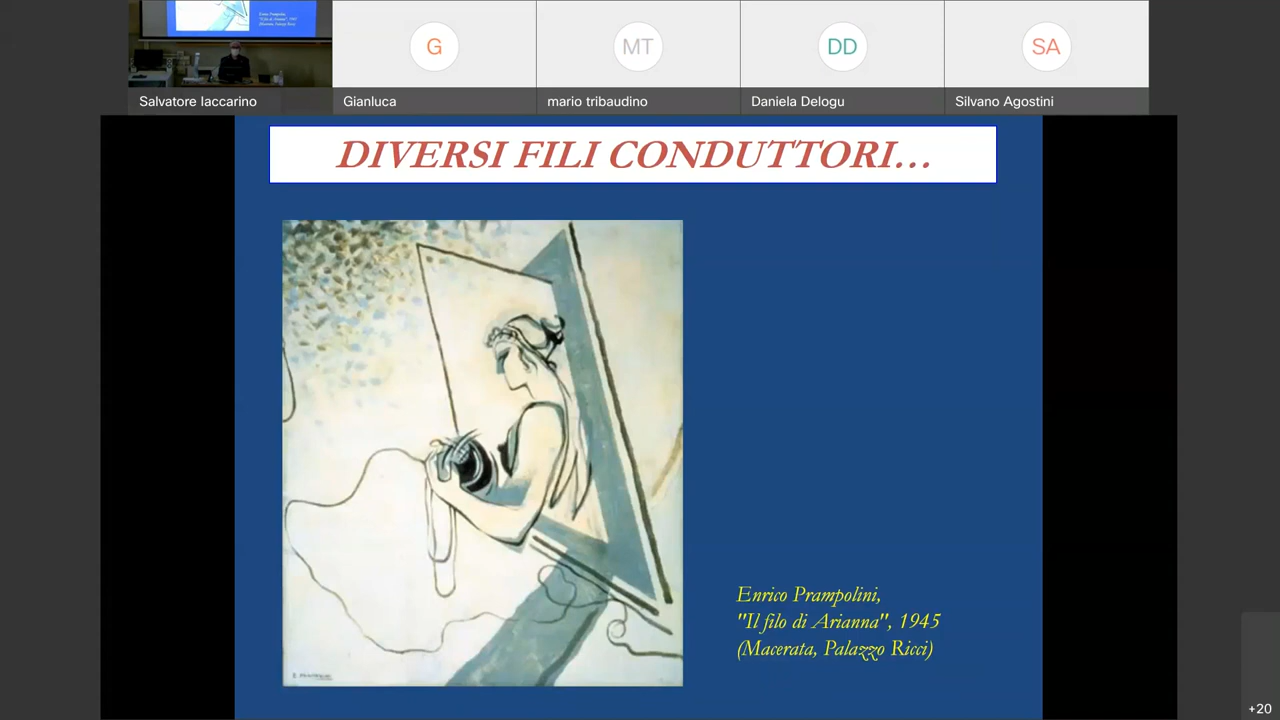 G
MT
DD
SA
Salvatore Iaccarino
Gianluca
mario tribaudino
Daniela Delogu
Silvano Agostini
DIVERSI FILI CONDUTTORI...
Enrico Prampolini,
"Il filo di Arianna", 1945
(Macerata, Palazzo Ricci)
+20